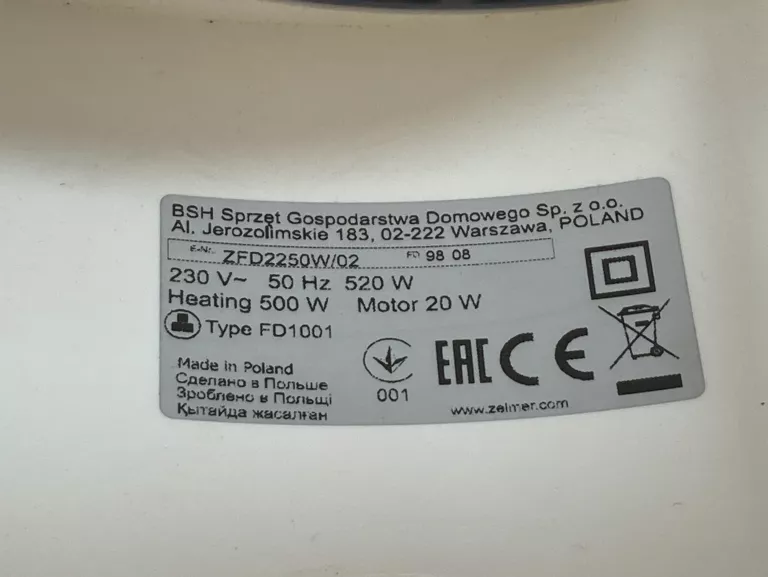 BSH Sprzęt Gospodarstwa Domowego Sp. z o.o.
Al. Jerozolimskie 183, 02-222 Warszawa, POLAND
E-Nr. ZFD2250W/02 FD 98 08
230 V~ 50 Hz 520 W
Heating 500 W Motor 20 W
Type FD1001
Made in Poland
Сделано в Польше
Зроблено в Польщі
Қытайда жасалған
001
EAC CE
www.zelmer.com